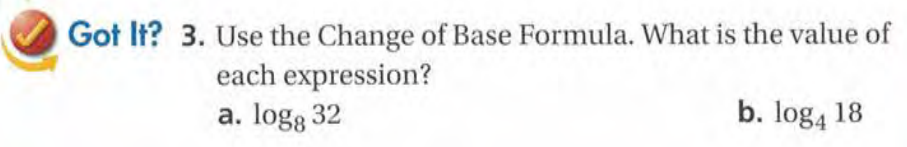 Got It? 3. Use the Change of Base Formula. What is the value of
each expression?
a. log₈ 32 b. log₄ 18